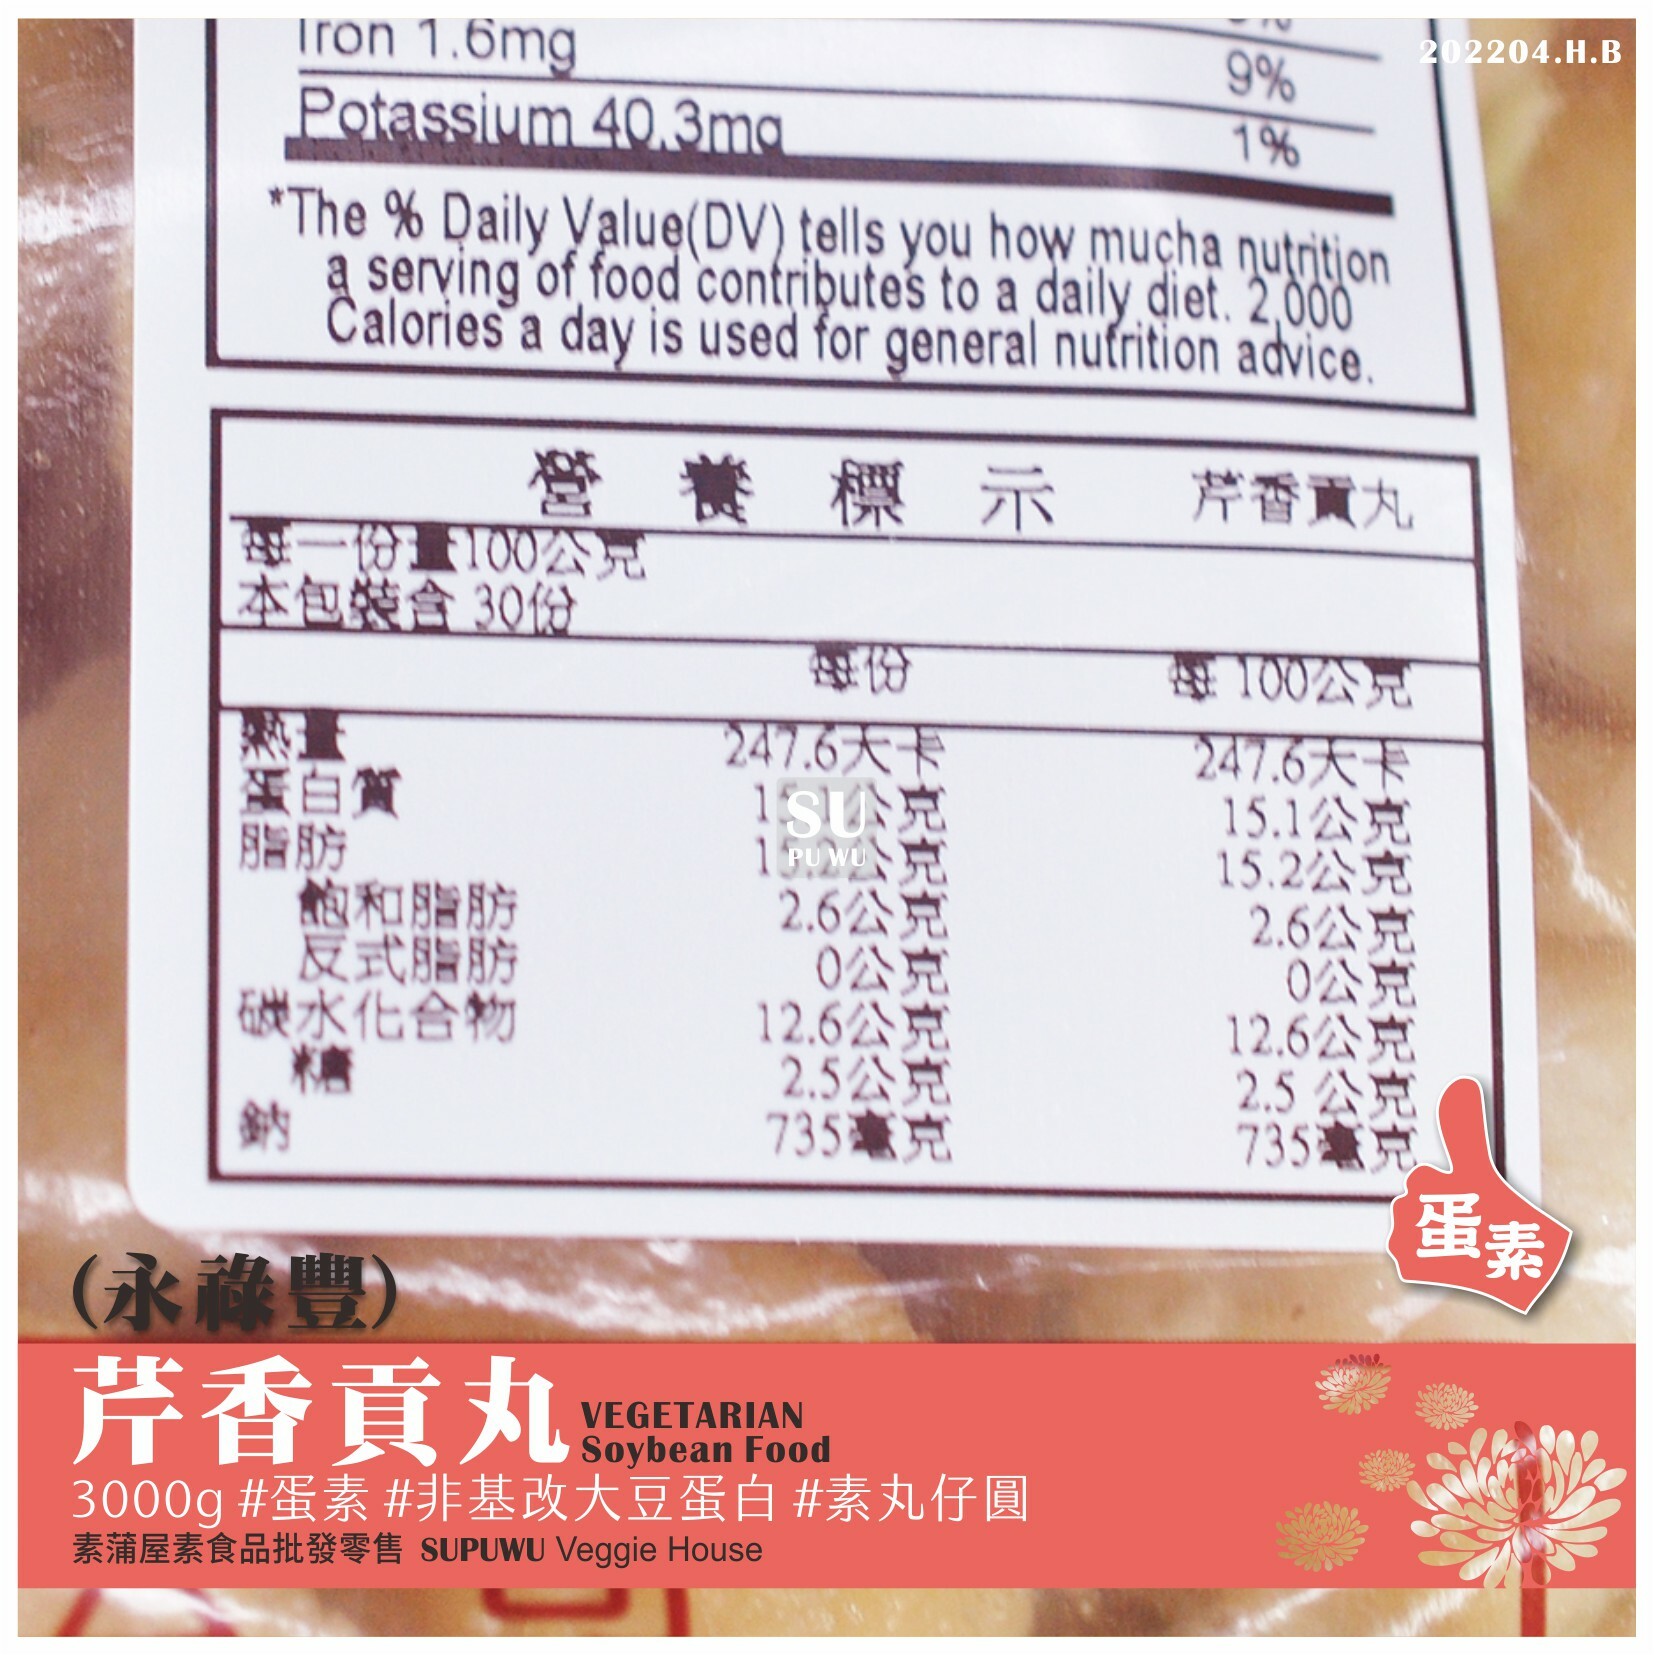 202204.H.B
Iron 1.6mg 9%
Potassium 40.3mg 1%
*The % Daily Value(DV) tells you how mucha nutrition
a serving of food contributes to a daily diet. 2,000
Calories a day is used for general nutrition advice.
營養標示 芹香貢丸
每一份量100公克
本包裝含 30份
每份 每 100公克
熱量 247.6大卡 247.6大卡
蛋白質 15.1公克 15.1公克
脂肪 15.2公克 15.2公克
飽和脂肪 2.6公克 2.6公克
反式脂肪 0公克 0公克
碳水化合物 12.6公克 12.6公克
糖 2.5公克 2.5 公克
鈉 735毫克 735毫克
SU
PU WU
蛋素
(永祿豐)
芹香貢丸 VEGETARIAN
Soybean Food
3000g #蛋素 #非基改大豆蛋白 #素丸仔圓
素蒲屋素食品批發零售 SUPUWU Veggie House